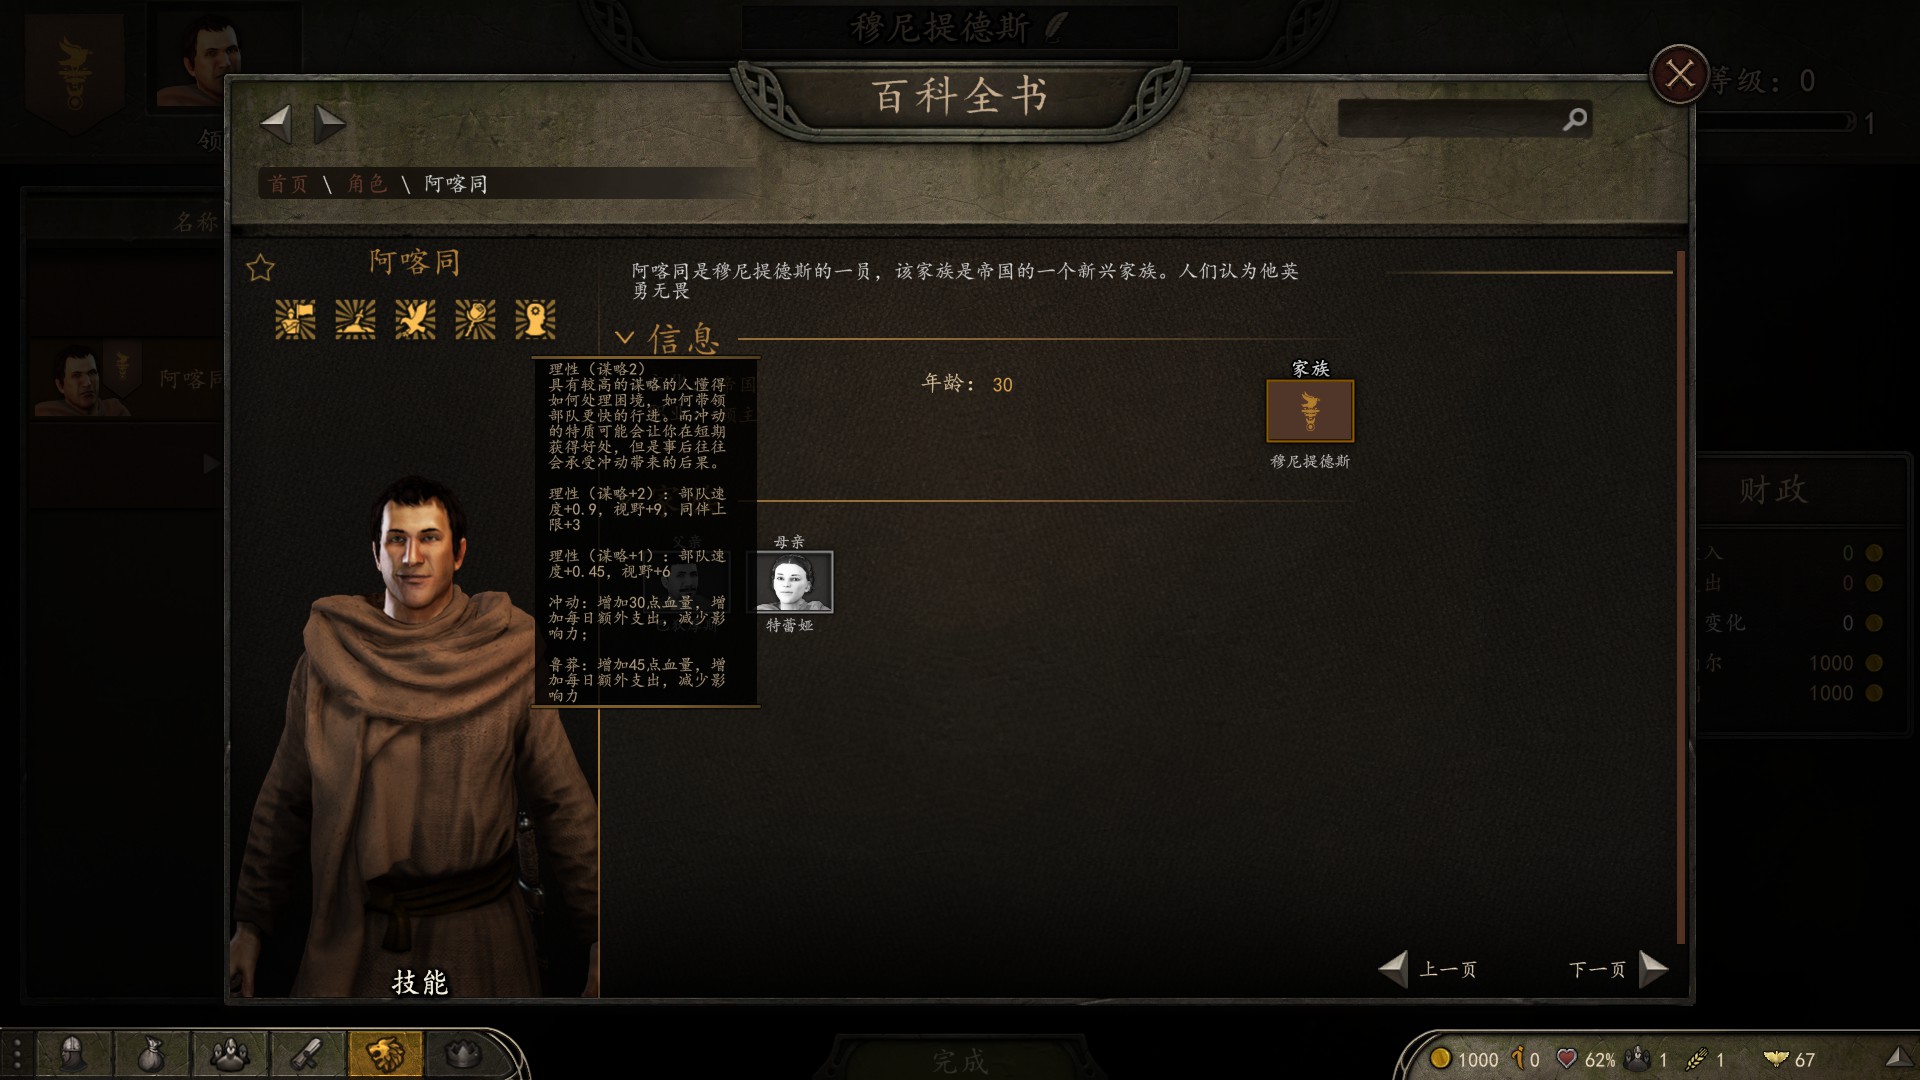 穆尼提德斯
百科全书
等级： 0
1
领
首页 \ 角色 \ 阿喀同
名称
阿喀同
阿喀同
阿喀同是穆尼提德斯的一员，该家族是帝国的一个新兴家族。人们认为他英
勇无畏
信息
理性（谋略2）
具有较高的谋略的人懂得
如何处理困境，如何带领
部队更快的行进。而冲动
的特质可能会让你在短期
获得好处，但是事后往往
会承受冲动带来的后果。
理性（谋略+2）：部队速
度+0.9，视野+9，同伴上
限+3
理性（谋略+1）：部队速
度+0.45，视野+6
冲动：增加30点血量，增
加每日额外支出，减少影
响力；
鲁莽：增加45点血量，增
加每日额外支出，减少影
响力
年龄： 30
家族
穆尼提德斯
父亲
母亲
特蕾娅
财政
入 0
出 0
变化 0
尔 1000
1000
技能
上一页
下一页
完成
1000 0 62% 1 1 67